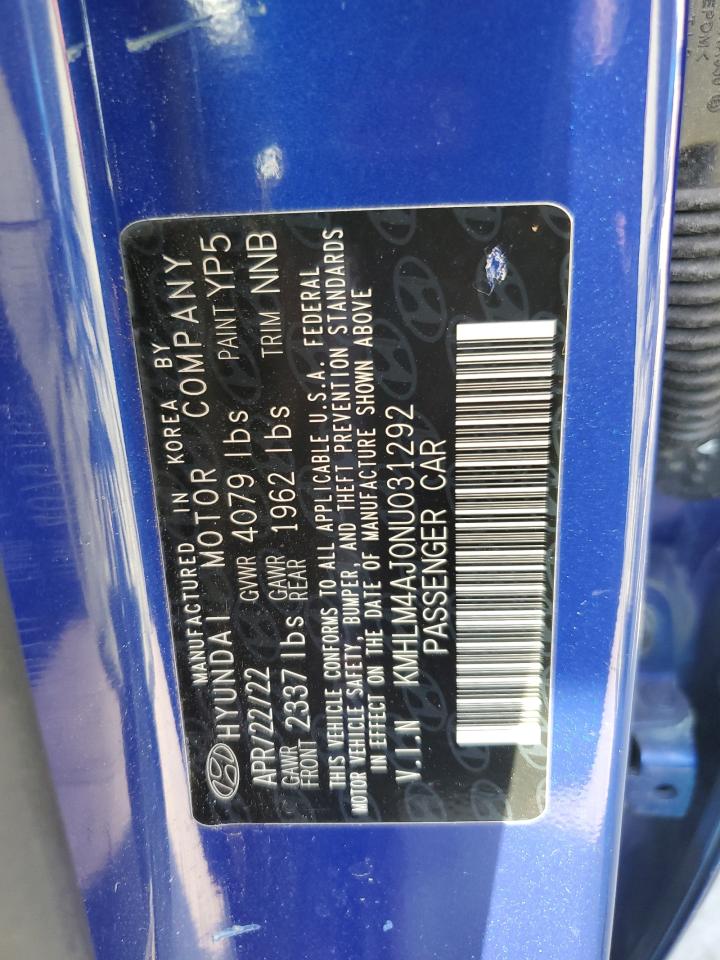 MANUFACTURED IN KOREA BY
HYUNDAI MOTOR COMPANY
APR/22/22 GVWR 4079 lbs PAINT YP5
GAWR FRONT 2337 lbs GAWR REAR 1962 lbs TRIM NNB
THIS VEHICLE CONFORMS TO ALL APPLICABLE U.S.A. FEDERAL
MOTOR VEHICLE SAFETY, BUMPER, AND THEFT PREVENTION STANDARDS
IN EFFECT ON THE DATE OF MANUFACTURE SHOWN ABOVE
V.I.N KMHLM4AJ0NU031292
PASSENGER CAR